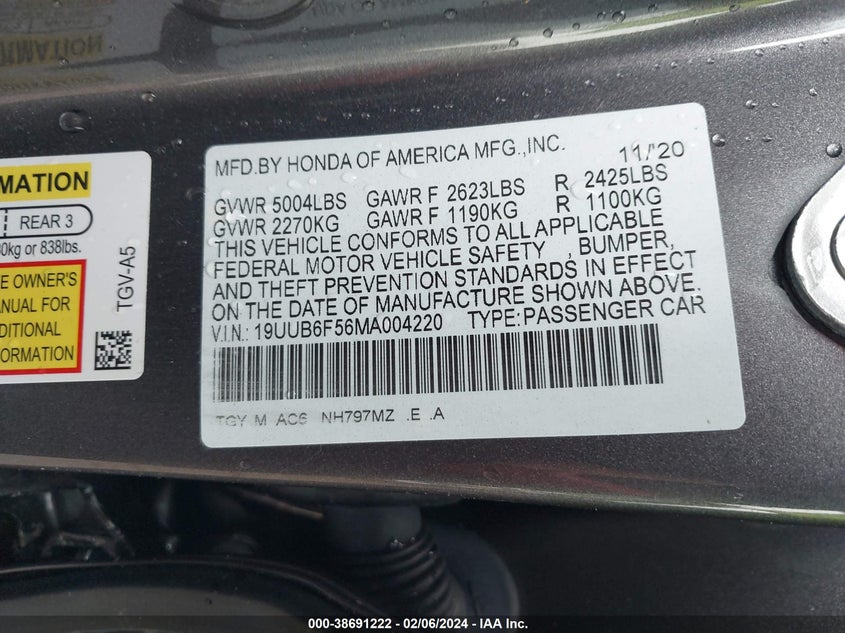 RMATION
MATION
REAR 3
0kg or 838lbs.
E OWNER'S
ANUAL FOR
DITIONAL
FORMATION
TGV-A5
MFD.BY HONDA OF AMERICA MFG.,INC. 11/'20
GVWR 5004LBS GAWR F 2623LBS R 2425LBS
GVWR 2270KG GAWR F 1190KG R 1100KG
THIS VEHICLE CONFORMS TO ALL APPLICABLE
FEDERAL MOTOR VEHICLE SAFETY , BUMPER,
AND THEFT PREVENTION STANDARDS IN EFFECT
ON THE DATE OF MANUFACTURE SHOWN ABOVE.
V.I.N.: 19UUB6F56MA004220 TYPE:PASSENGER CAR
TGY M AC6 NH797MZ .E .A
000-38691222 - 02/06/2024 - IAA Inc.